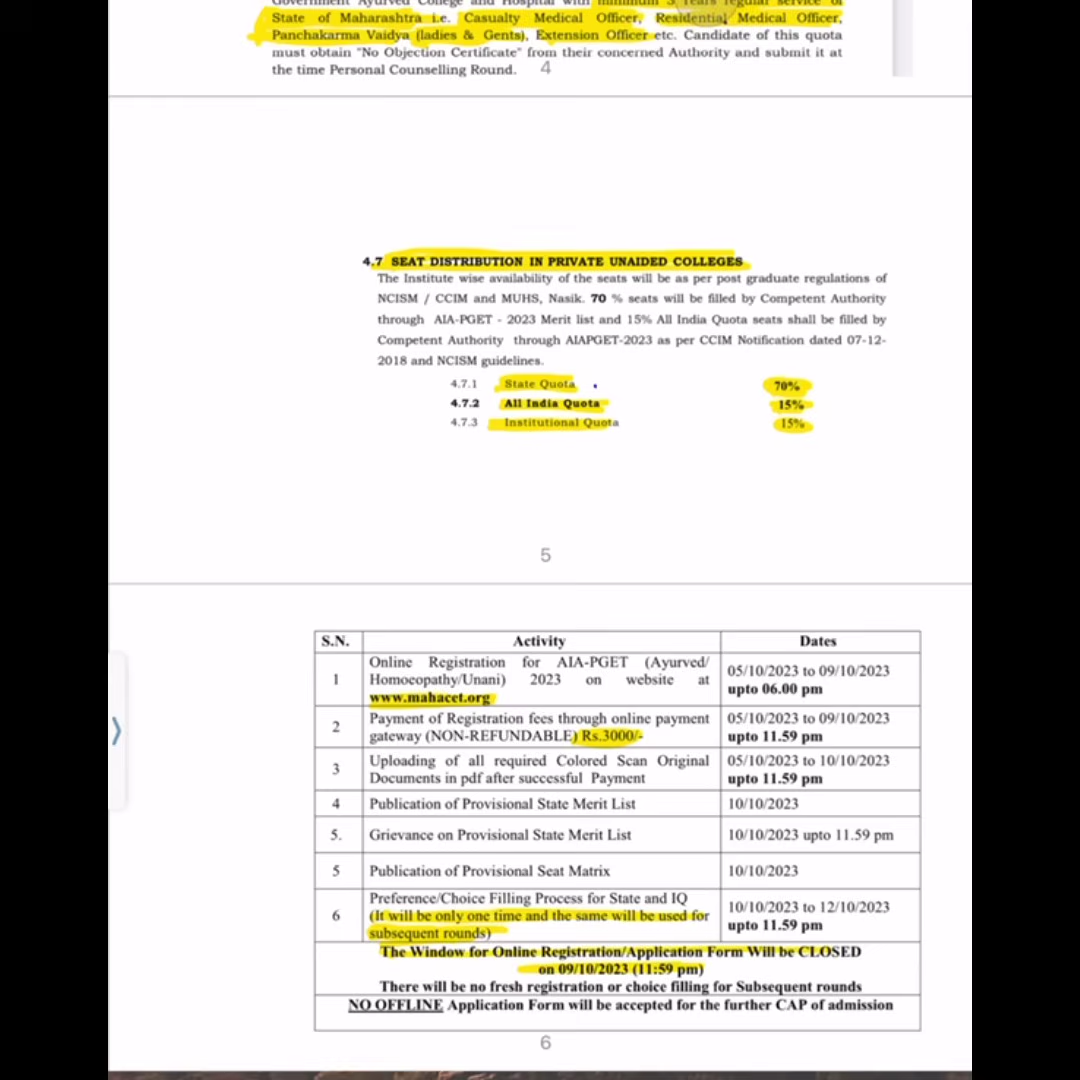 Government Ayurved College and Hospital with minimum 3 Years regular service of
State of Maharashtra i.e. Casualty Medical Officer, Residential Medical Officer,
Panchakarma Vaidya (ladies & Gents), Extension Officer etc. Candidate of this quota
must obtain "No Objection Certificate" from their concerned Authority and submit it at
the time Personal Counselling Round.
4
4.7 SEAT DISTRIBUTION IN PRIVATE UNAIDED COLLEGES
The Institute wise availability of the seats will be as per post graduate regulations of
NCISM / CCIM and MUHS, Nasik. 70 % seats will be filled by Competent Authority
through AIA-PGET - 2023 Merit list and 15% All India Quota seats shall be filled by
Competent Authority through AIAPGET-2023 as per CCIM Notification dated 07-12-
2018 and NCISM guidelines.
4.7.1 State Quota 70%
4.7.2 All India Quota 15%
4.7.3 Institutional Quota 15%
5
S.N. Activity Dates
1 Online Registration for AIA-PGET (Ayurved/
Homoeopathy/Unani) 2023 on website at
www.mahacet.org
05/10/2023 to 09/10/2023
upto 06.00 pm
2 Payment of Registration fees through online payment
gateway (NON-REFUNDABLE) Rs.3000/-
05/10/2023 to 09/10/2023
upto 11.59 pm
3 Uploading of all required Colored Scan Original
Documents in pdf after successful Payment
05/10/2023 to 10/10/2023
upto 11.59 pm
4 Publication of Provisional State Merit List 10/10/2023
5. Grievance on Provisional State Merit List 10/10/2023 upto 11.59 pm
5 Publication of Provisional Seat Matrix 10/10/2023
6 Preference/Choice Filling Process for State and IQ
(It will be only one time and the same will be used for
subsequent rounds)
10/10/2023 to 12/10/2023
upto 11.59 pm
The Window for Online Registration/Application Form Will be CLOSED
on 09/10/2023 (11:59 pm)
There will be no fresh registration or choice filling for Subsequent rounds
NO OFFLINE Application Form will be accepted for the further CAP of admission
6